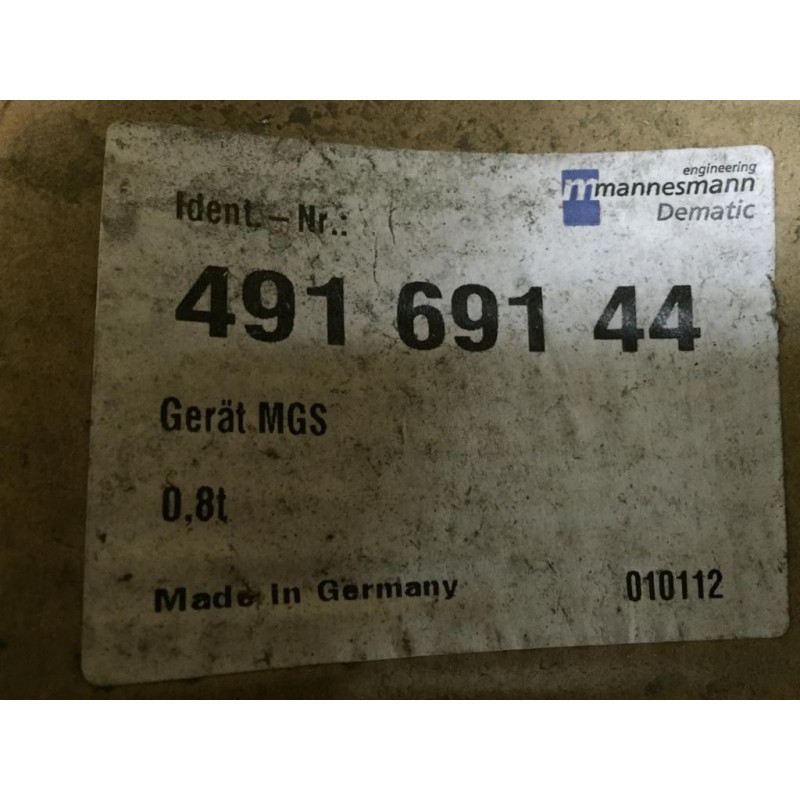 engineering
mannesmann
Dematic
Ident.-Nr.:
491 691 44
Gerät MGS
0,8t
Made in Germany 010112